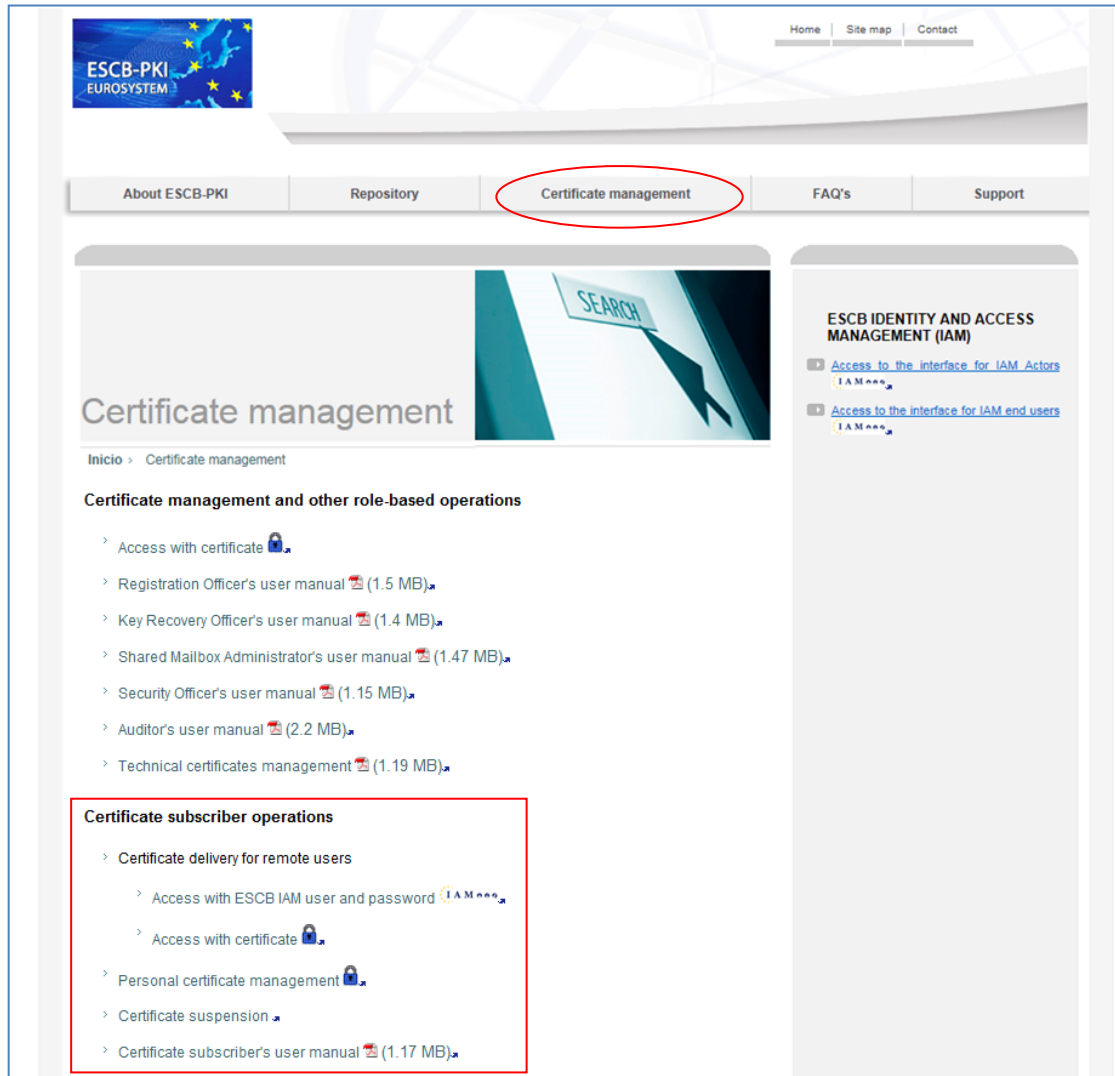 Home | Site map | Contact
ESCB-PKI
EUROSYSTEM
About ESCB-PKI
Repository
Certificate management
FAQ's
Support
SEARCH
Certificate management
Inicio › Certificate management
Certificate management and other role-based operations
Access with certificate
Registration Officer's user manual (1.5 MB)
Key Recovery Officer's user manual (1.4 MB)
Shared Mailbox Administrator's user manual (1.47 MB)
Security Officer's user manual (1.15 MB)
Auditor's user manual (2.2 MB)
Technical certificates management (1.19 MB)
Certificate subscriber operations
Certificate delivery for remote users
Access with ESCB IAM user and password IAM
Access with certificate
Personal certificate management
Certificate suspension
Certificate subscriber's user manual (1.17 MB)
ESCB IDENTITY AND ACCESS
MANAGEMENT (IAM)
Access to the interface for IAM Actors
IAM
Access to the interface for IAM end users
IAM